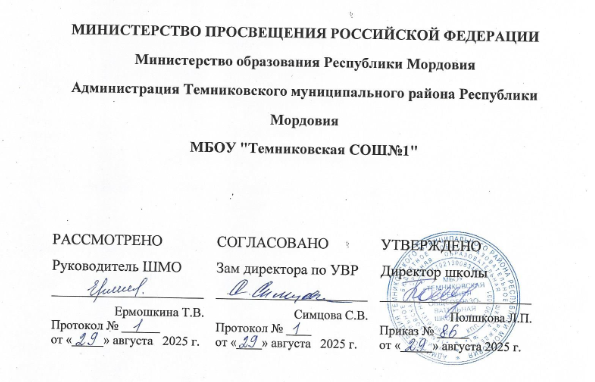 МИНИСТЕРСТВО ПРОСВЕЩЕНИЯ РОССИЙСКОЙ ФЕДЕРАЦИИ
Министерство образования Республики Мордовия
Администрация Темниковского муниципального района Республики
Мордовия
МБОУ "Темниковская СОШ№1"
РАССМОТРЕНО
Руководитель ШМО
Ермошкина Т.В.
Протокол № 1
от «29» августа 2025 г.
СОГЛАСОВАНО
Зам директора по УВР
Симцова С.В.
Протокол № 1
от «29» августа 2025 г.
УТВЕРЖДЕНО
Директор школы
Полшкова Л.П.
Приказ № 86
от «29» августа 2025 г.